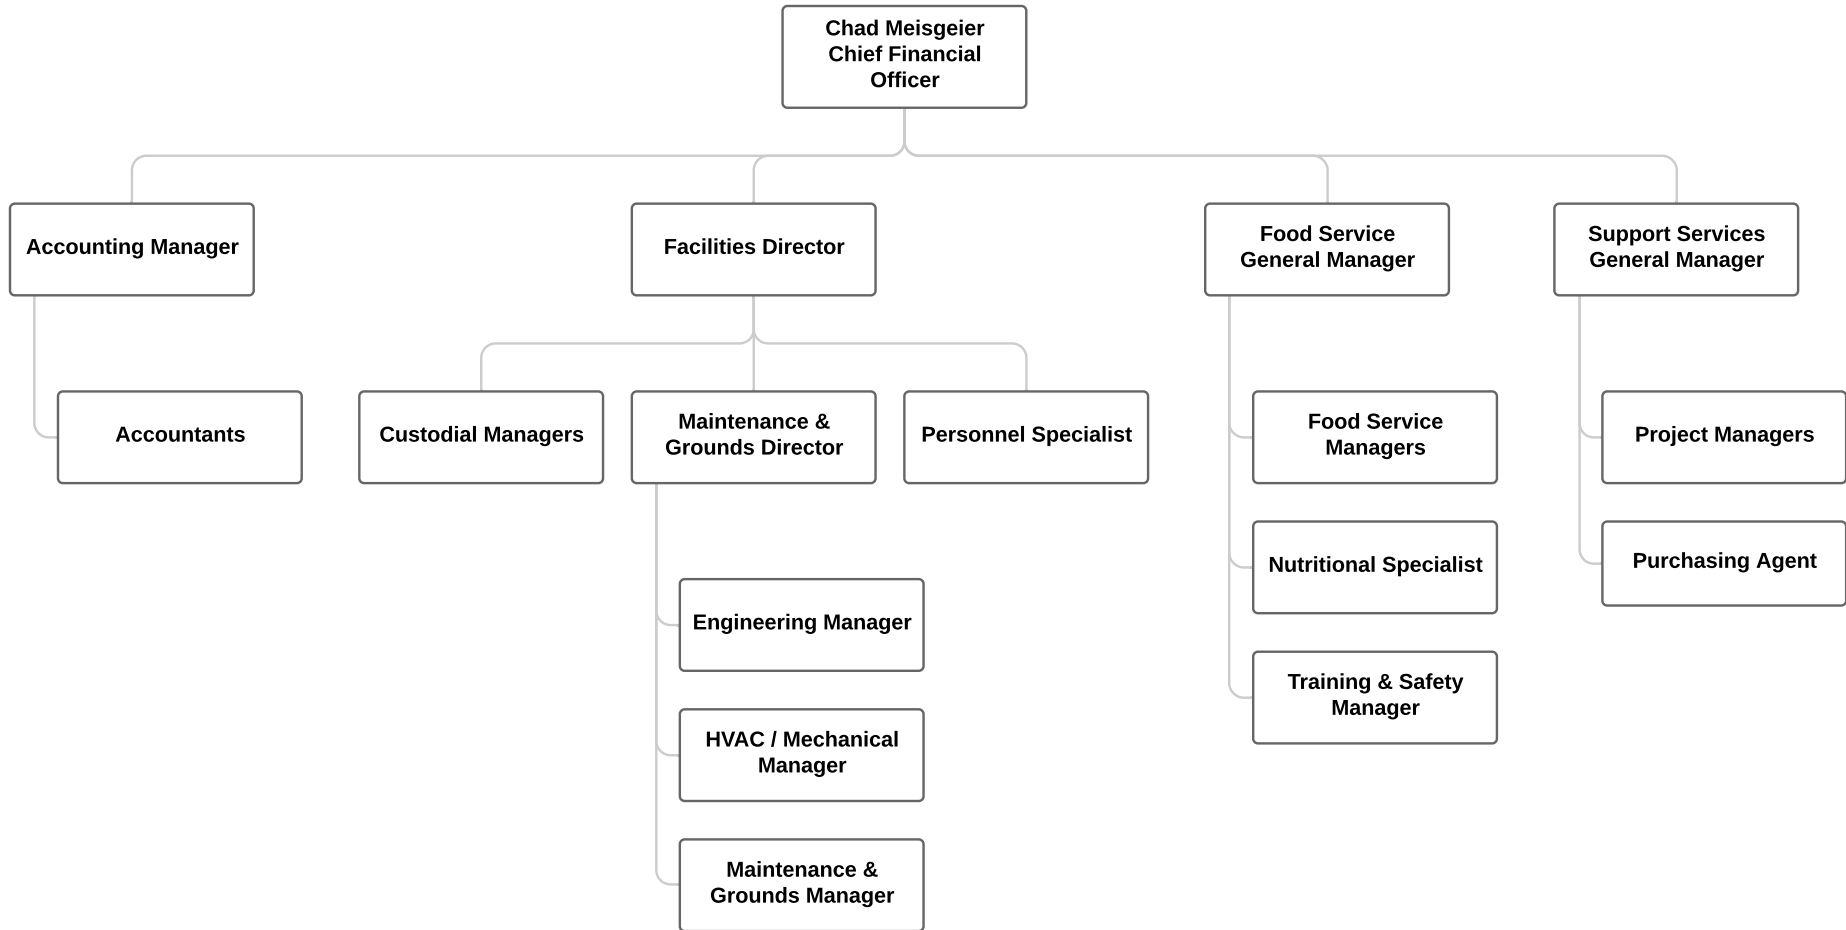 Chad Meisgeier
Chief Financial
Officer
Accounting Manager
Facilities Director
Food Service
General Manager
Support Services
General Manager
Accountants
Custodial Managers
Maintenance &
Grounds Director
Personnel Specialist
Food Service
Managers
Project Managers
Nutritional Specialist
Purchasing Agent
Engineering Manager
Training & Safety
Manager
HVAC / Mechanical
Manager
Maintenance &
Grounds Manager